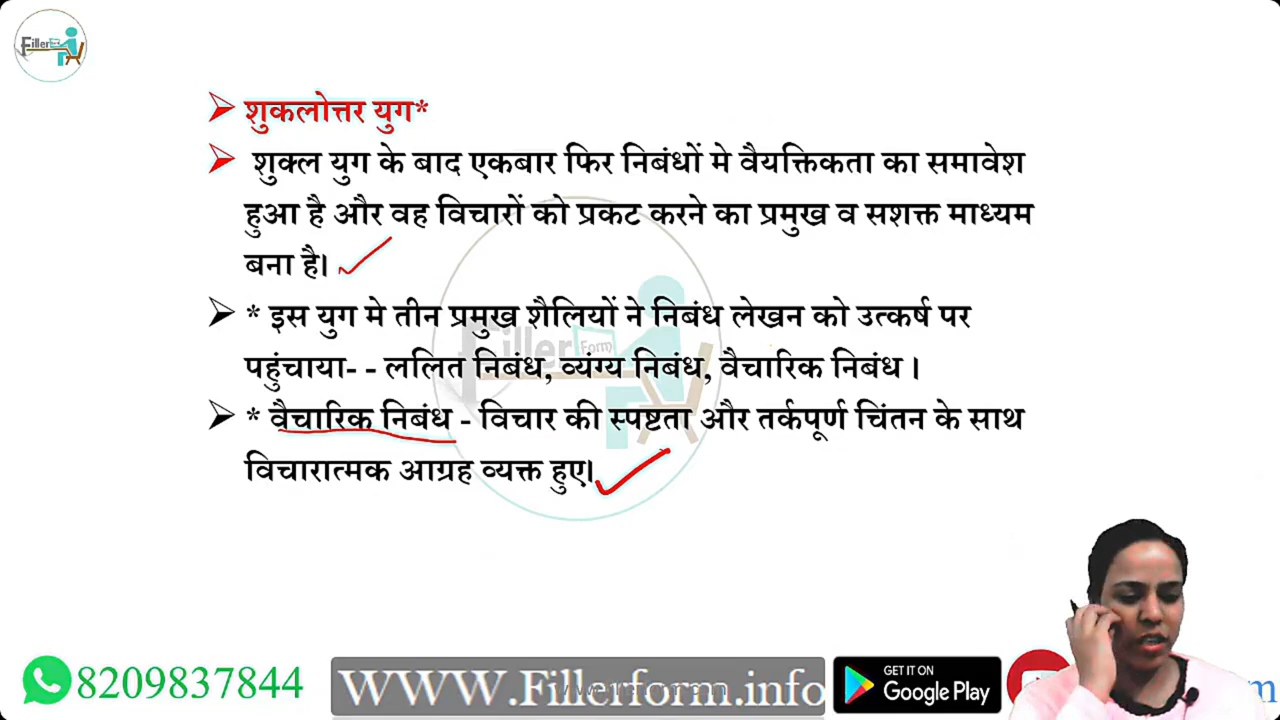 Filler
शुकलोत्तर युग*
शुक्ल युग के बाद एकबार फिर निबंधों मे वैयक्तिकता का समावेश
हुआ है और वह विचारों को प्रकट करने का प्रमुख व सशक्त माध्यम
बना है।
* इस युग मे तीन प्रमुख शैलियों ने निबंध लेखन को उत्कर्ष पर
पहुंचाया- - ललित निबंध, व्यंग्य निबंध, वैचारिक निबंध ।
* वैचारिक निबंध - विचार की स्पष्टता और तर्कपूर्ण चिंतन के साथ
विचारात्मक आग्रह व्यक्त हुए।
Filler Form
8209837844
www.Fillerform.info
GET IT ON
Google Play